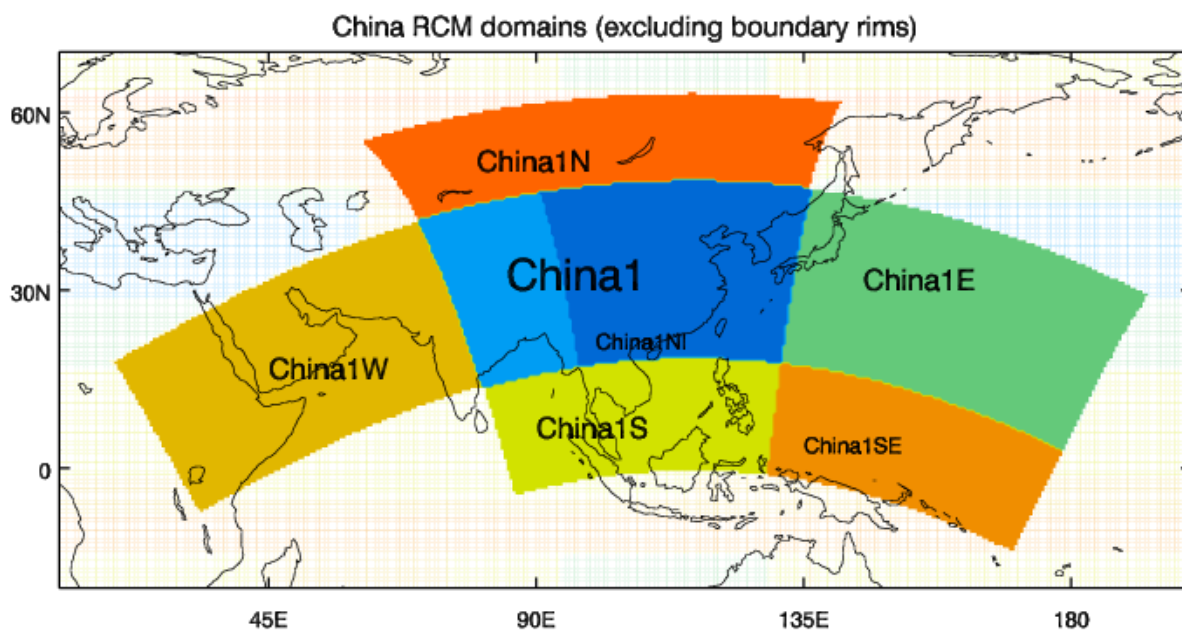 China RCM domains (excluding boundary rims)
60N
China1N
China1
China1E
30N
China1NI
China1W
China1S
China1SE
0
45E
90E
135E
180